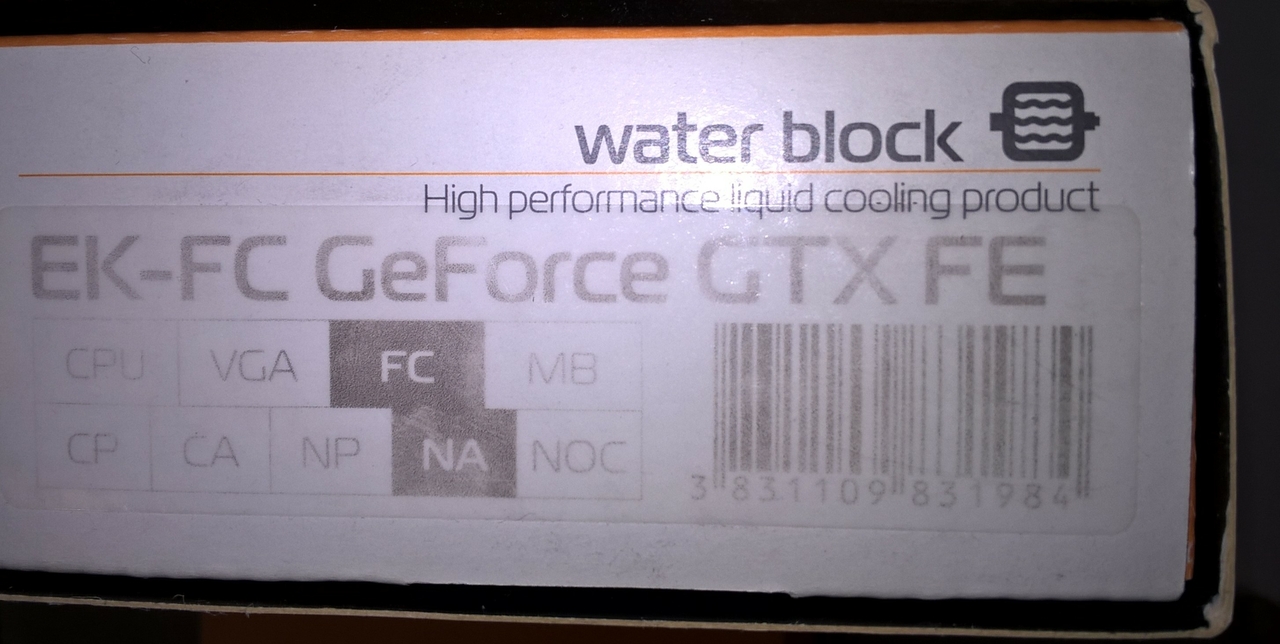 water block
High performance liquid cooling product
EK-FC GeForce GTX FE
CPU VGA FC MB
CP CA NP NA NOC
3 831109 831984